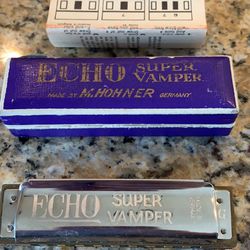 ECHO SUPER
VAMPER
MADE BY M. HOHNER GERMANY
ECHO SUPER
VAMPER